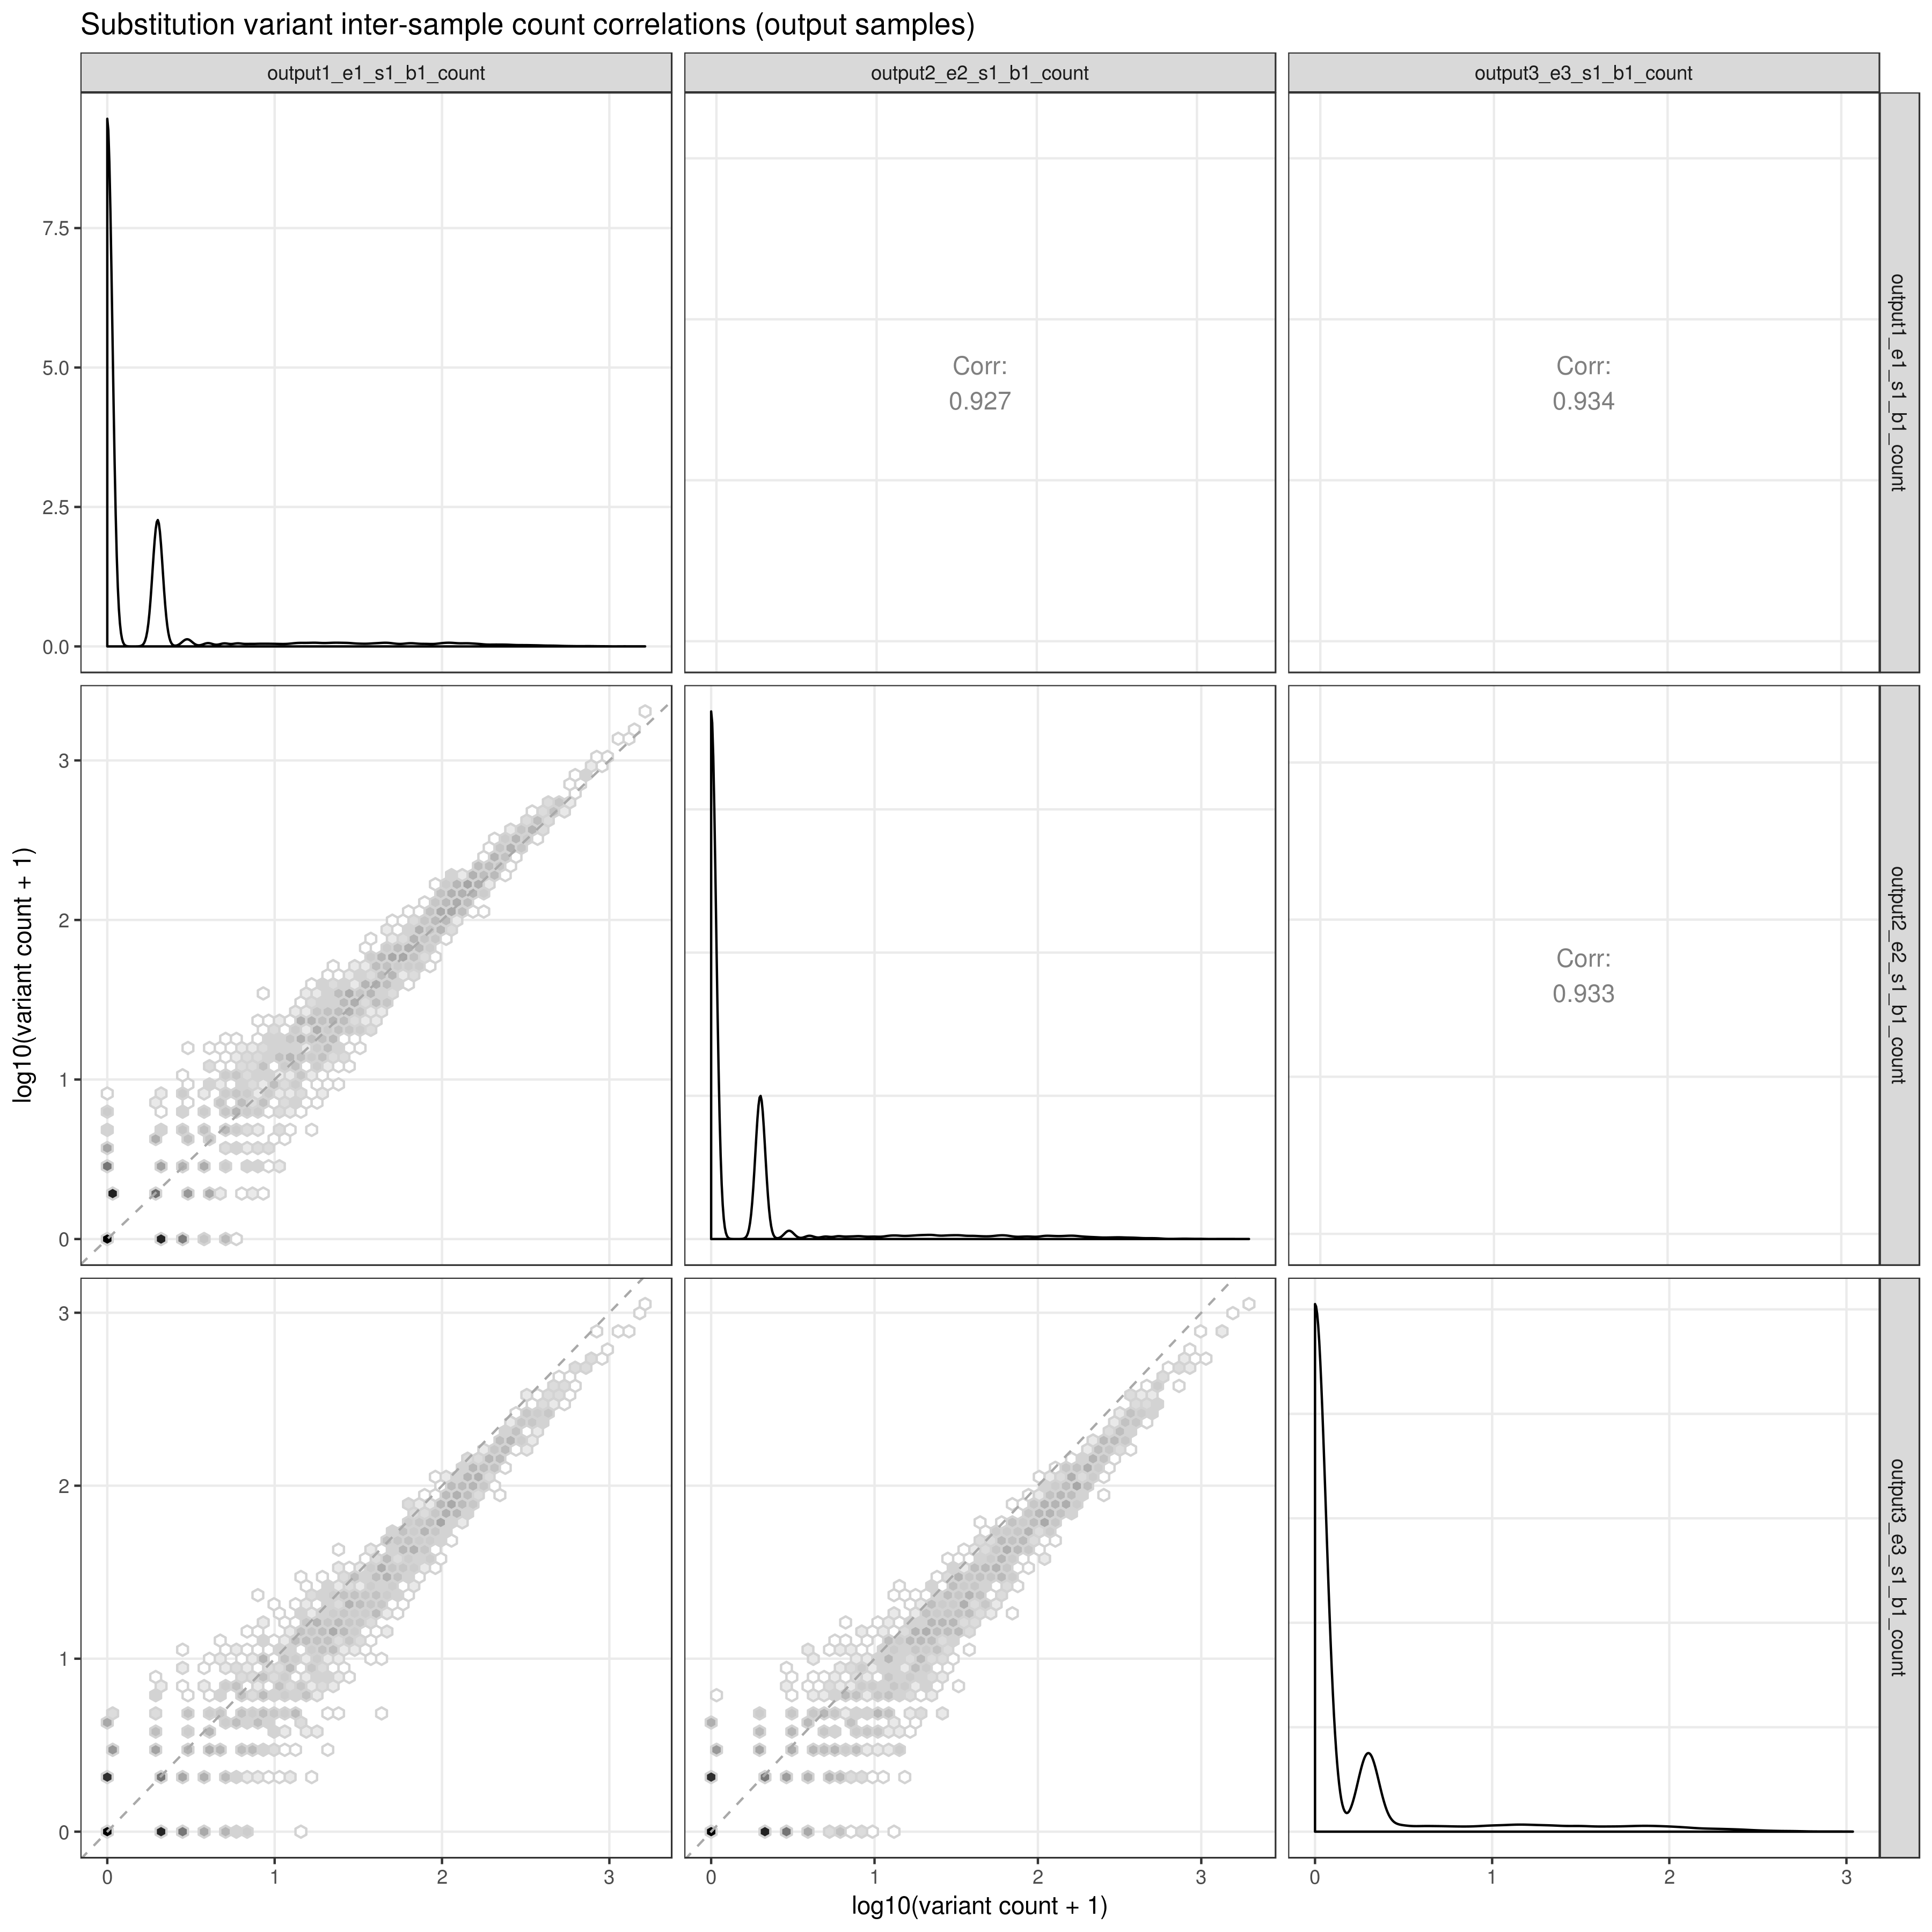 Substitution variant inter-sample count correlations (output samples)
output1_e1_s1_b1_count
output2_e2_s1_b1_count
output3_e3_s1_b1_count
7.5
5.0
2.5
0.0
Corr:
0.927
Corr:
0.934
output1_e1_s1_b1_count
3
2
1
0
Corr:
0.933
output2_e2_s1_b1_count
log10(variant count + 1)
3
2
1
0
output3_e3_s1_b1_count
0
1
2
3
0
1
2
3
0
1
2
3
log10(variant count + 1)